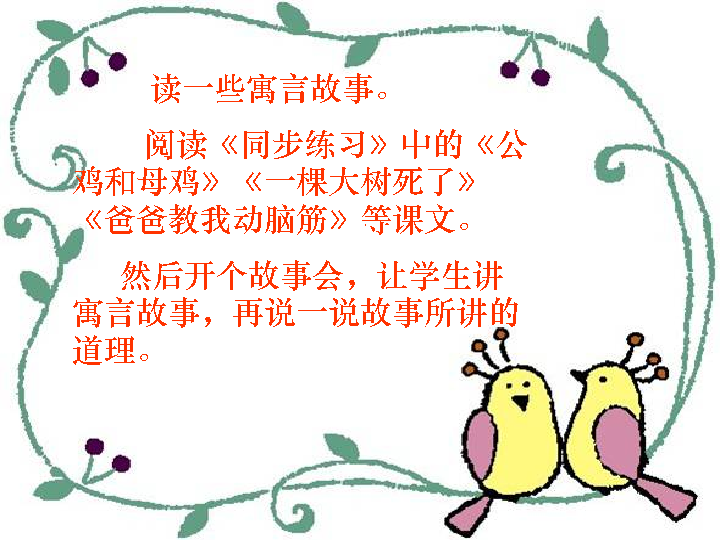 读一些寓言故事。
阅读《同步练习》中的《公
鸡和母鸡》《一棵大树死了》
《爸爸教我动脑筋》等课文。
然后开个故事会，让学生讲
寓言故事，再说一说故事所讲的
道理。